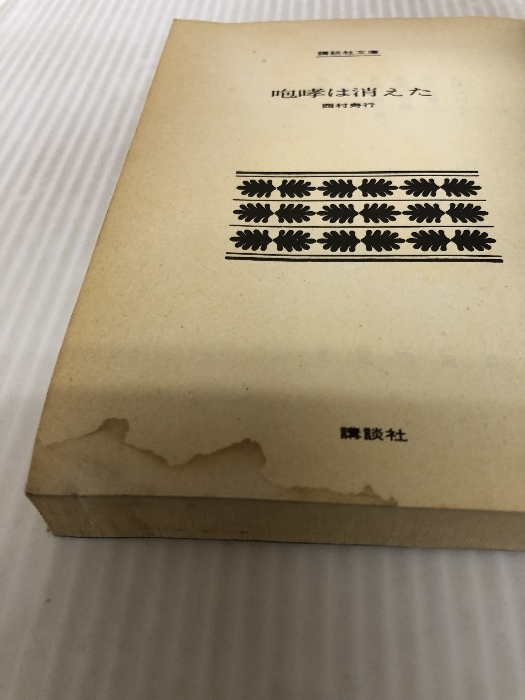 講談社文庫
咆哮は消えた
西村寿行
講談社